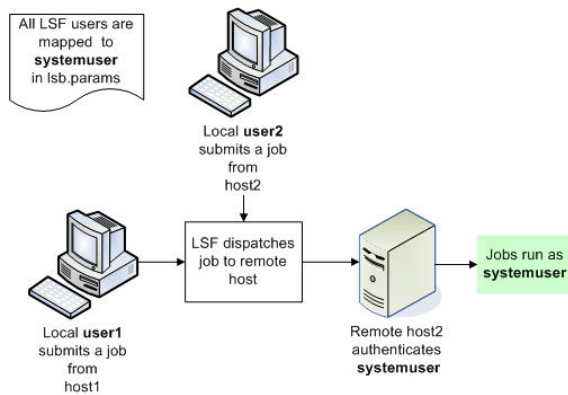 All LSF users are
mapped to
systemuser
in lsb.params
Local user2
submits a job
from
host2
LSF dispatches
job to remote
host
Jobs run as
systemuser
Local user1
submits a job
from
host1
Remote host2
authenticates
systemuser